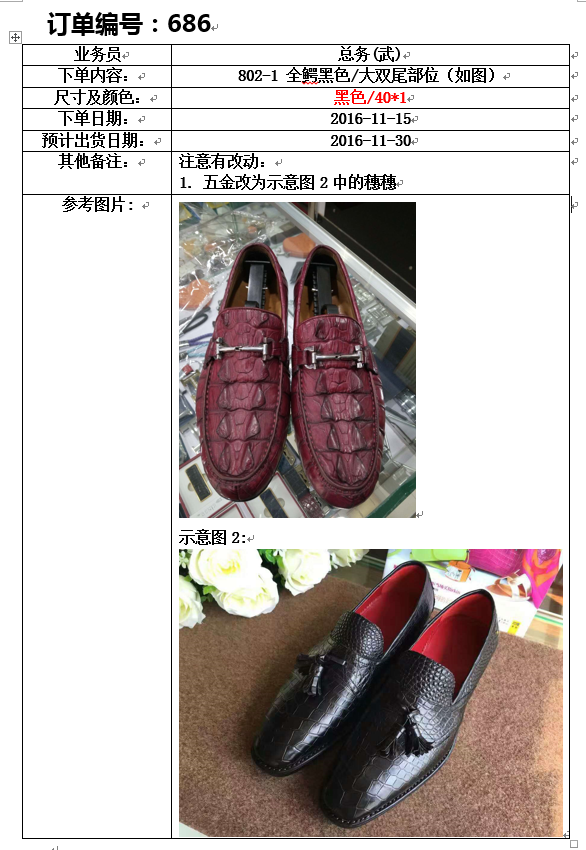 订单编号：686
业务员 总务(武)
下单内容： 802-1 全鳄黑色/大双尾部位（如图）
尺寸及颜色： 黑色/40*1
下单日期： 2016-11-15
预计出货日期： 2016-11-30
其他备注： 注意有改动：
1. 五金改为示意图 2 中的穗穗
参考图片：
示意图 2: